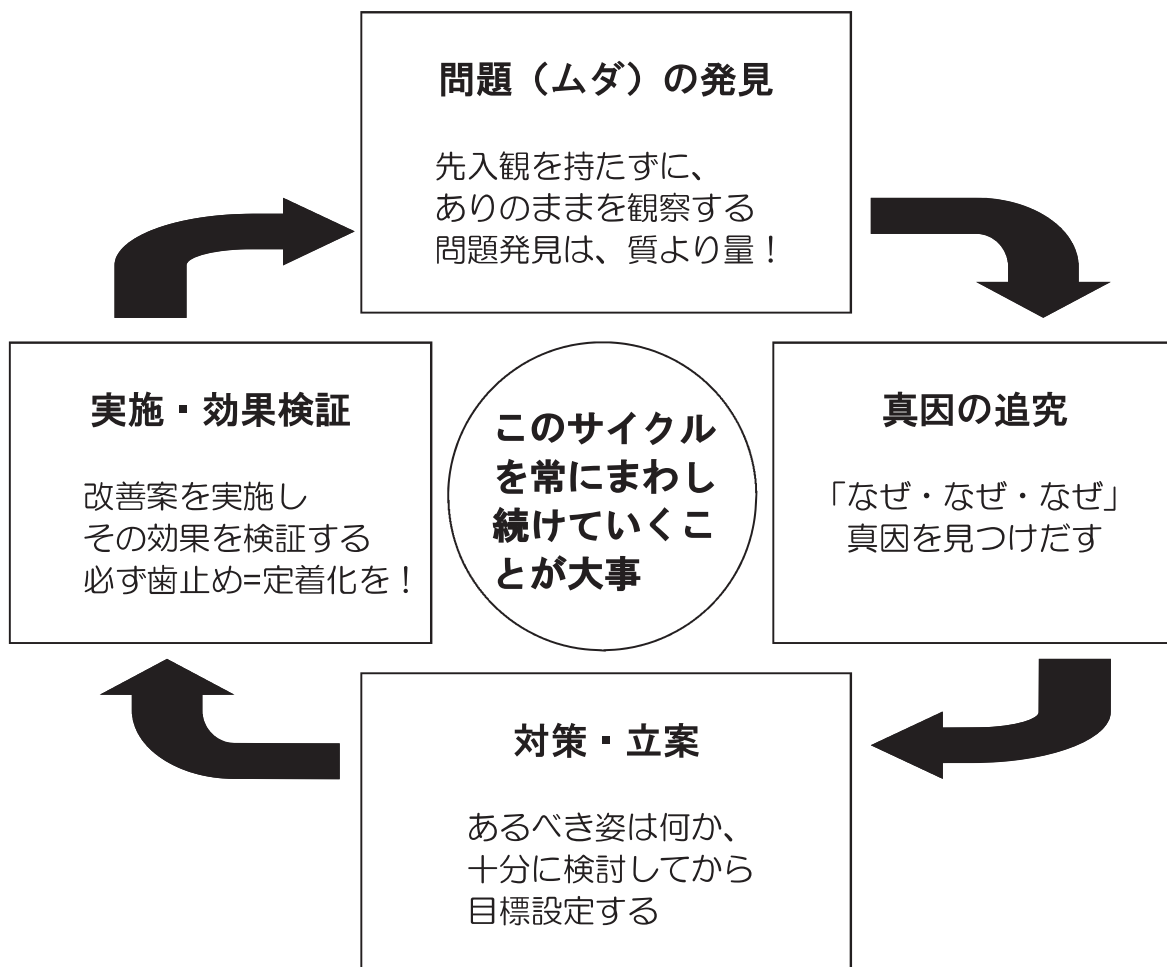 問題（ムダ）の発見
先入観を持たずに、
ありのままを観察する
問題発見は、質より量！
実施・効果検証
改善案を実施し
その効果を検証する
必ず歯止め=定着化を！
このサイクル
を常にまわし
続けていくこ
とが大事
真因の追究
「なぜ・なぜ・なぜ」
真因を見つけだす
対策・立案
あるべき姿は何か、
十分に検討してから
目標設定する